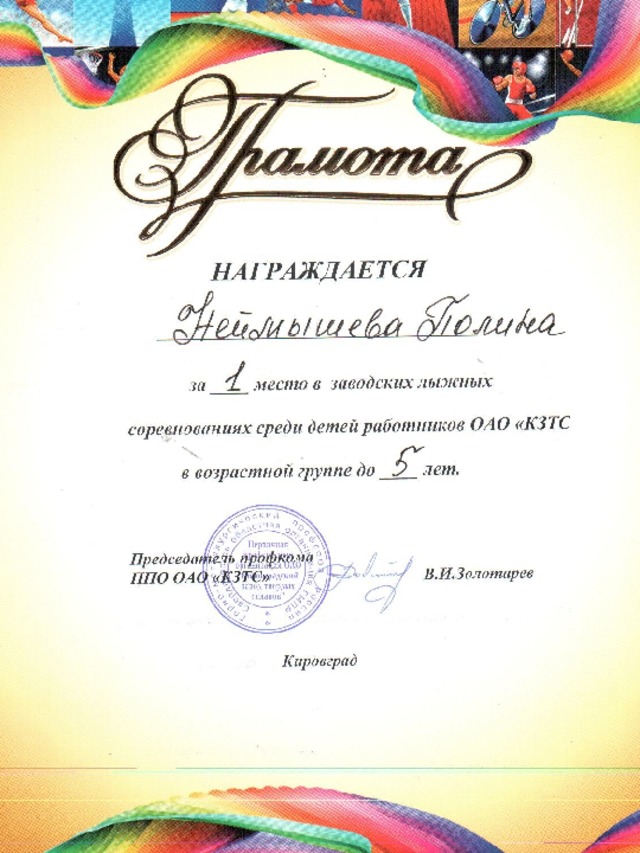 Грамота
НАГРАЖДАЕТСЯ
Неймышева Полина
за 1 место в заводских лыжных
соревнованиях среди детей работников ОАО «КЗТС
в возрастной группе до 5 лет.
Председатель профкома
ППО ОАО «КЗТС»
В.И.Золотарев
Кировград